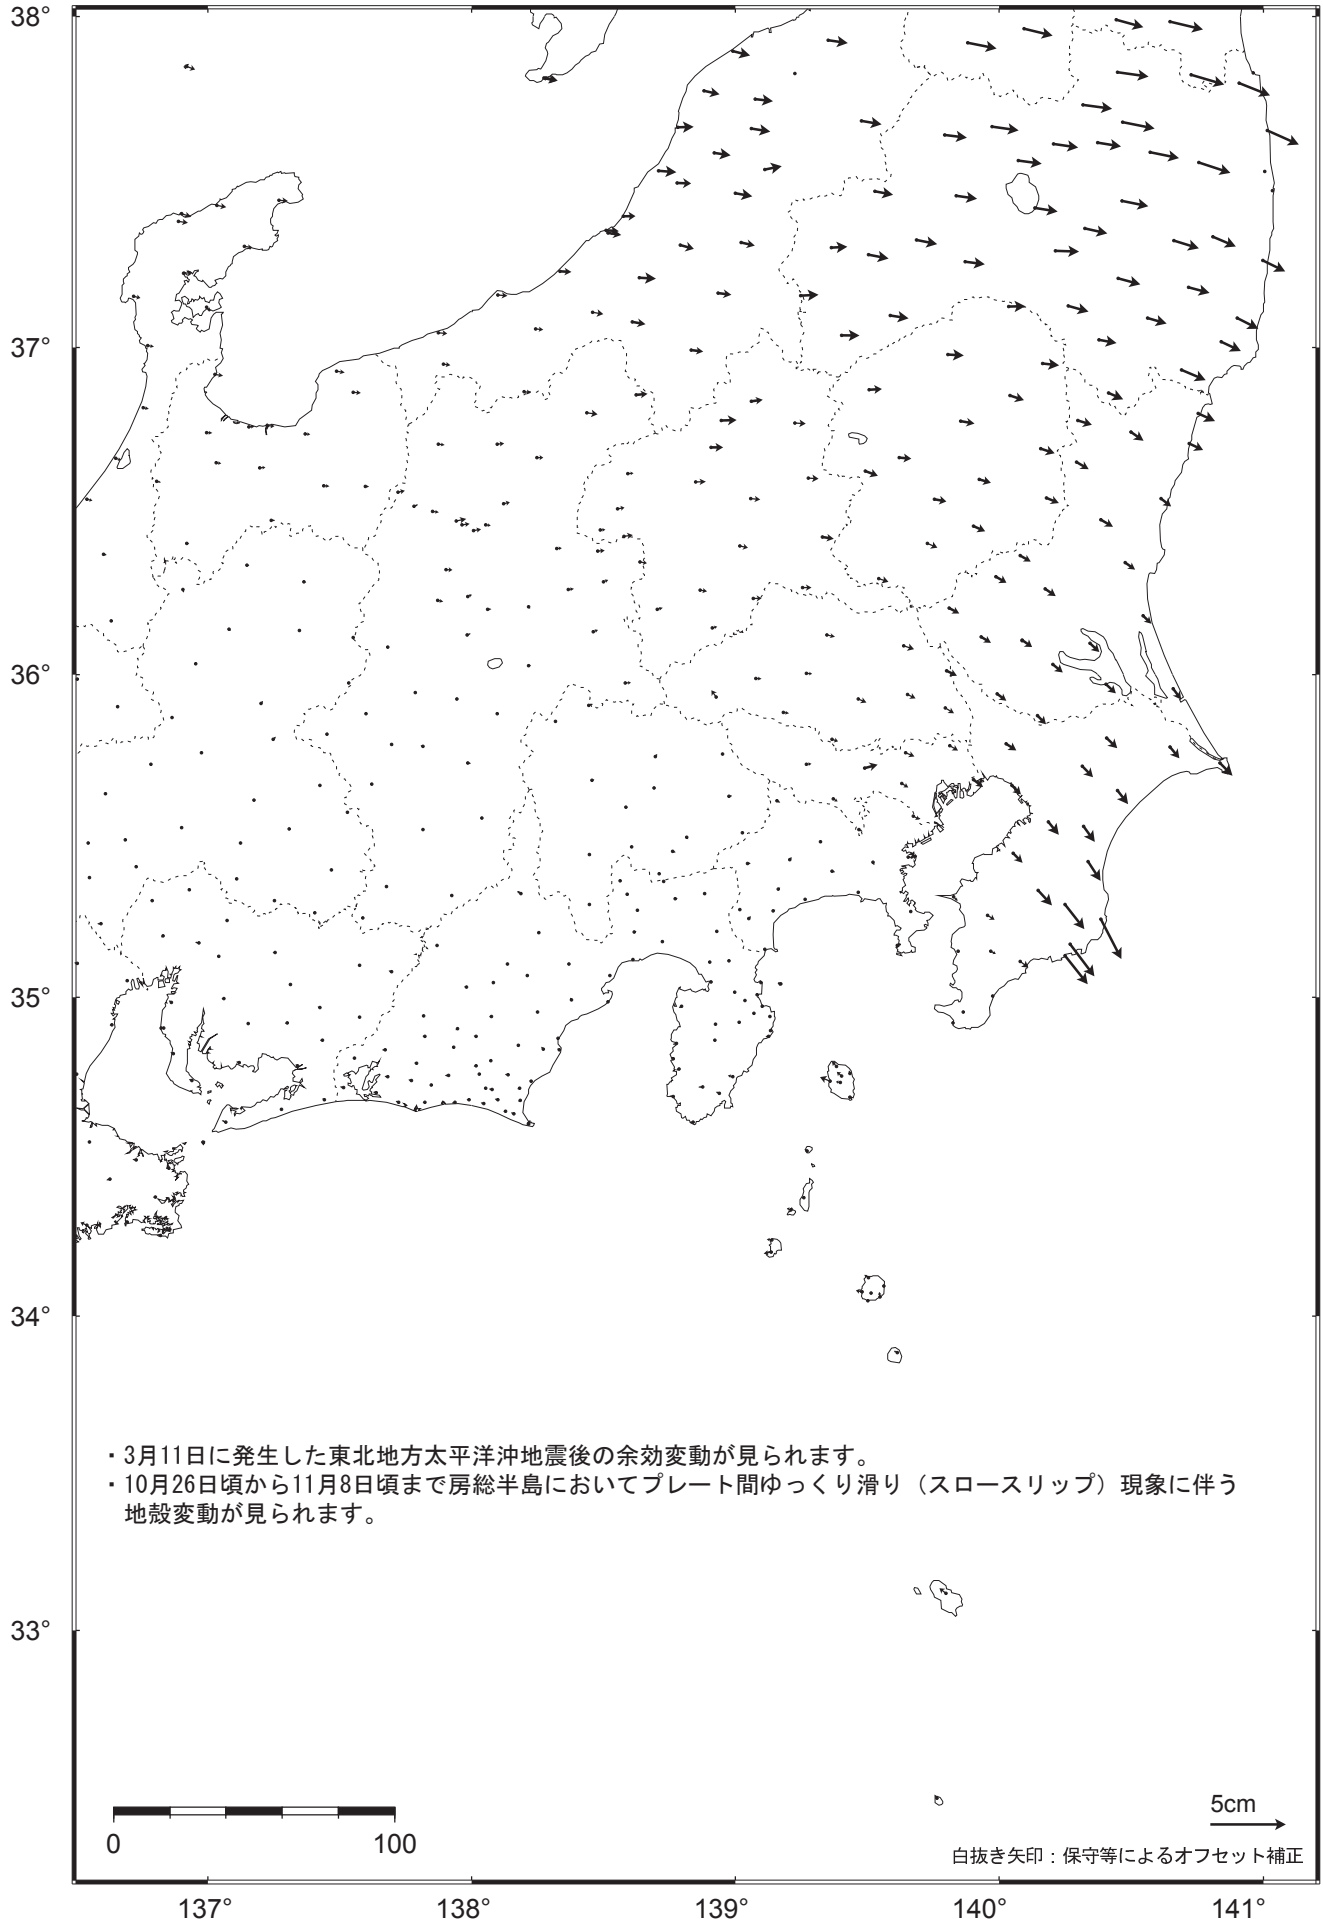 38°
37°
36°
35°
34°
・3月11日に発生した東北地方太平洋沖地震後の余効変動が見られます。
・10月26日頃から11月8日頃まで房総半島においてプレート間ゆっくり滑り（スロースリップ）現象に伴う
地殻変動が見られます。
33°
5cm
0 100
白抜き矢印：保守等によるオフセット補正
137° 138° 139° 140° 141°